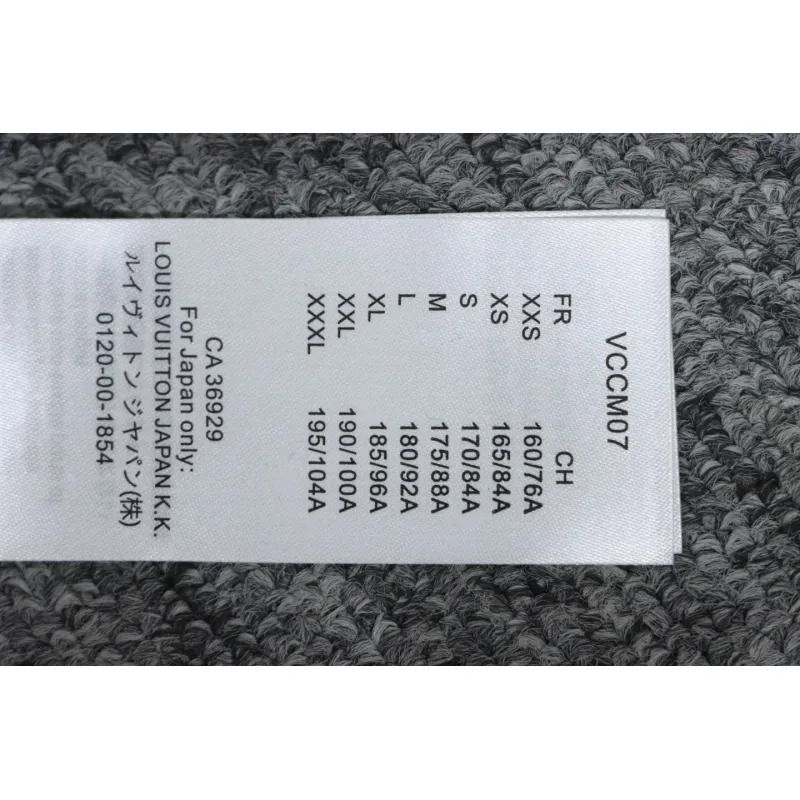 VCCM07
FR CH
XXS 160/76A
XS 165/84A
S 170/84A
M 175/88A
L 180/92A
XL 185/96A
XXL 190/100A
XXXL 195/104A
CA 36929
For Japan only:
LOUIS VUITTON JAPAN K.K.
ルイヴィトン ジャパン(株)
0120-00-1854